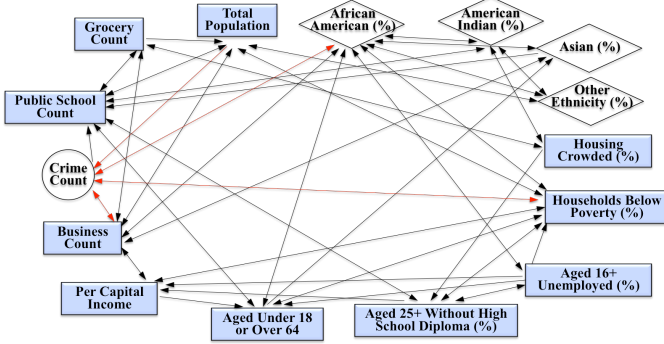 Grocery
Count
Total
Population
African
American (%)
American
Indian (%)
Asian (%)
Other
Ethnicity (%)
Public School
Count
Housing
Crowded (%)
Crime
Count
Households Below
Poverty (%)
Business
Count
Aged 16+
Unemployed (%)
Per Capital
Income
Aged Under 18
or Over 64
Aged 25+ Without High
School Diploma (%)